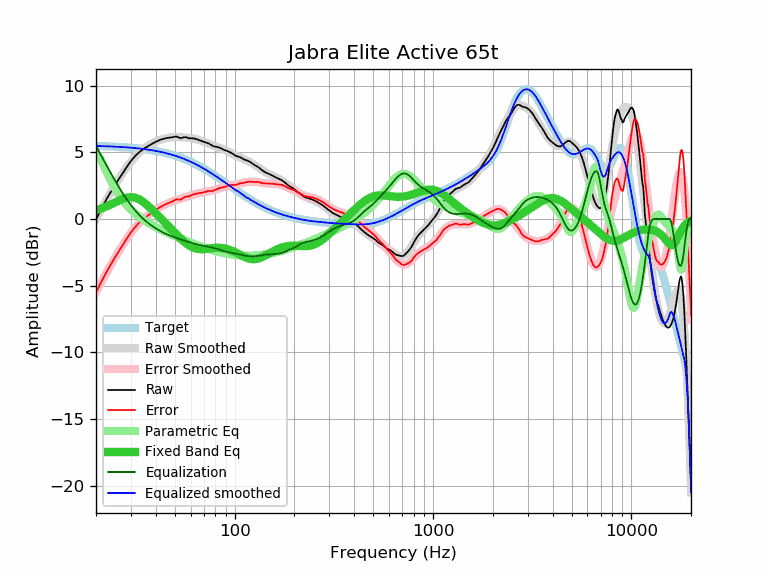 Jabra Elite Active 65t
Amplitude (dBr)
10
5
0
−5
−10
−15
−20
Target
Raw Smoothed
Error Smoothed
Raw
Error
Parametric Eq
Fixed Band Eq
Equalization
Equalized smoothed
100 1000 10000
Frequency (Hz)